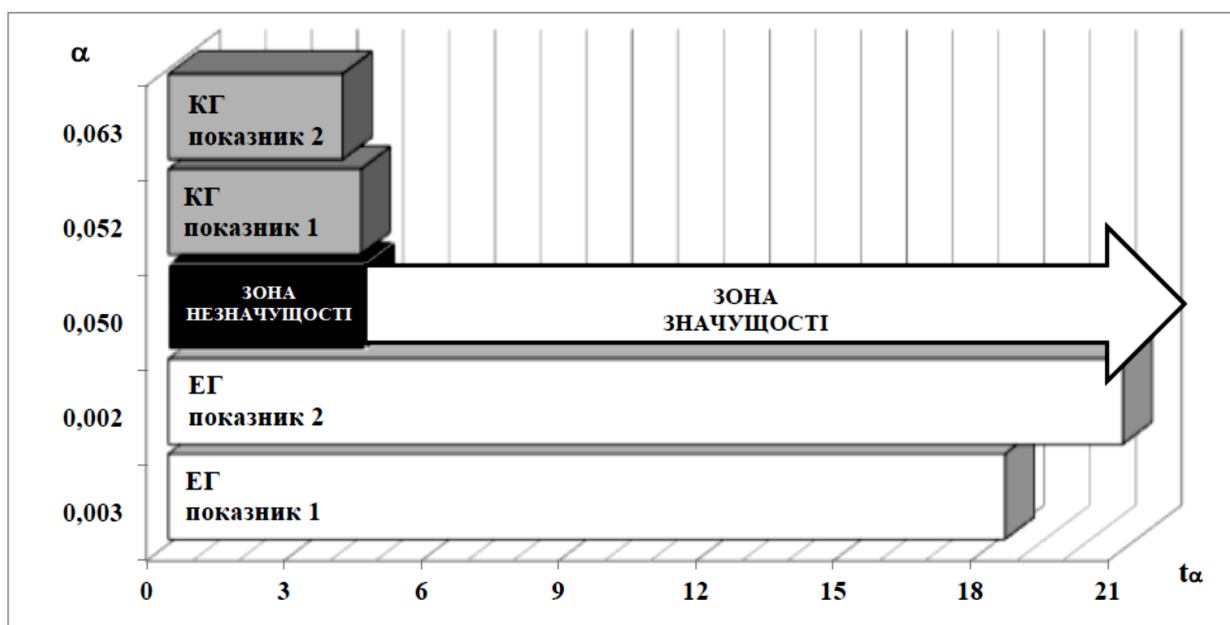 α
КГ
показник 2
0,063
КГ
показник 1
0,052
ЗОНА
НЕЗНАЧУЩОСТІ
ЗОНА
ЗНАЧУЩОСТІ
0,050
ЕГ
показник 2
0,002
ЕГ
показник 1
0,003
0 3 6 9 12 15 18 21
tα